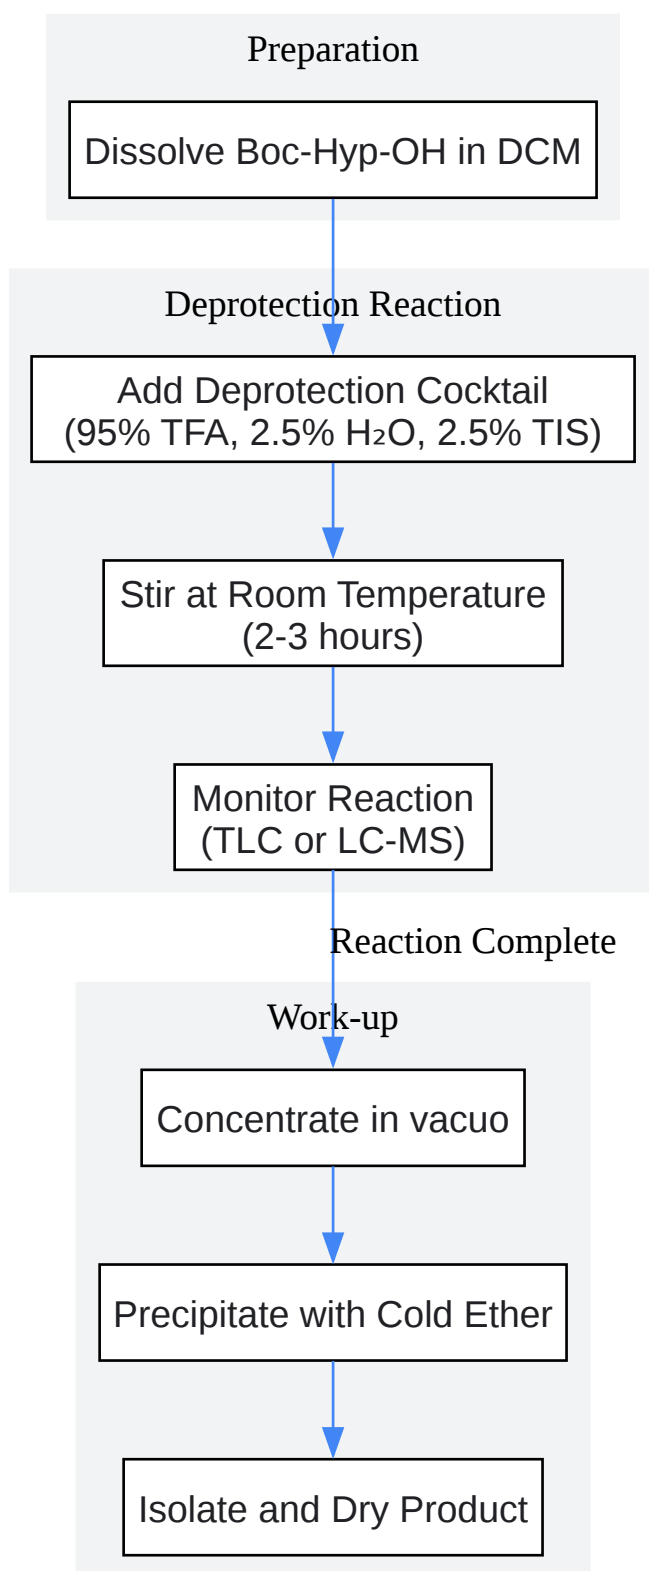 Preparation
Dissolve Boc-Hyp-OH in DCM
Deprotection Reaction
Add Deprotection Cocktail
(95% TFA, 2.5% H₂O, 2.5% TIS)
Stir at Room Temperature
(2-3 hours)
Monitor Reaction
(TLC or LC-MS)
Reaction Complete
Work-up
Concentrate in vacuo
Precipitate with Cold Ether
Isolate and Dry Product